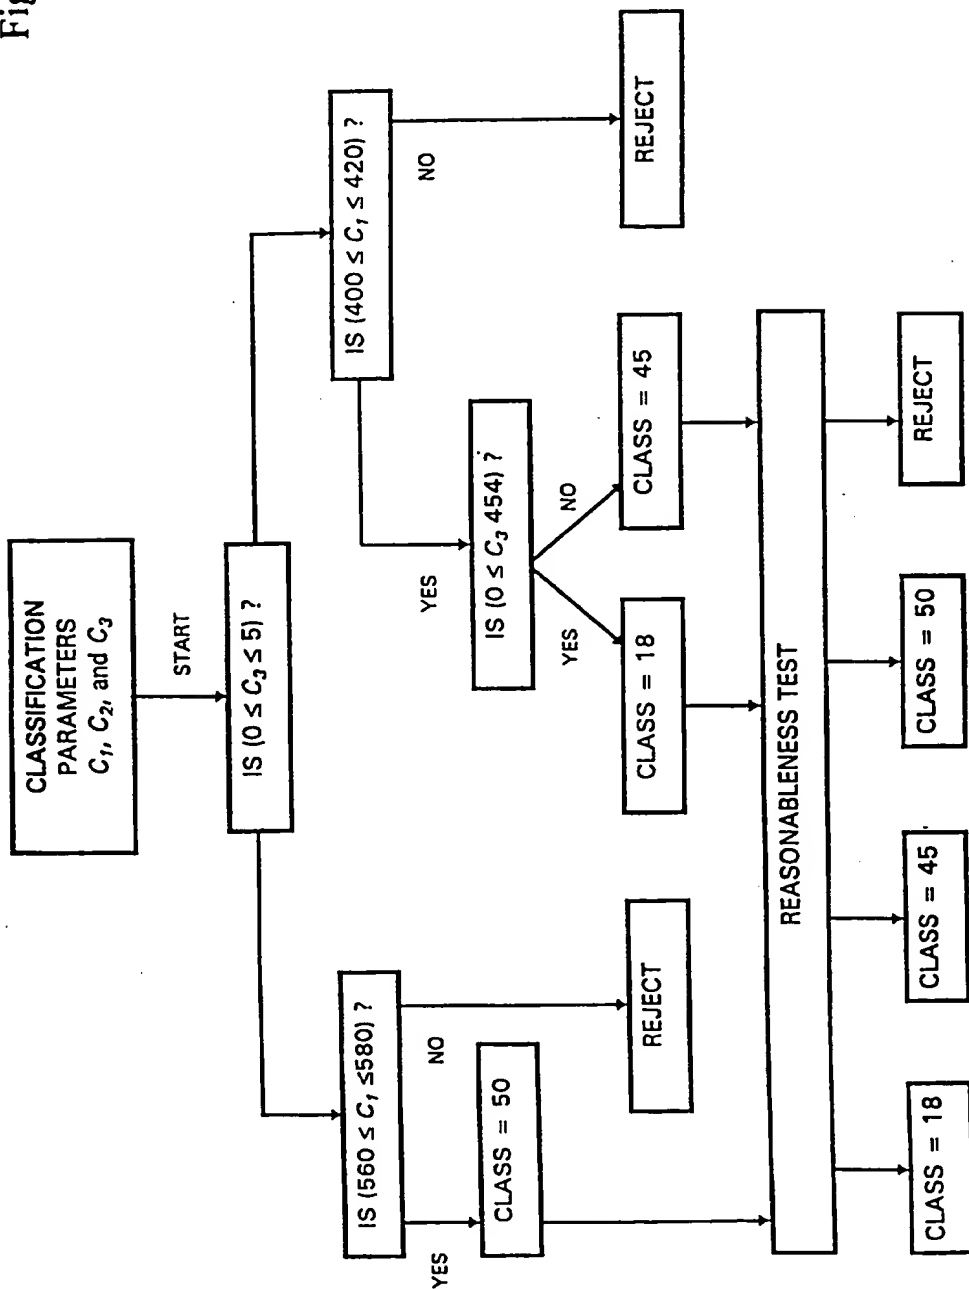 Fig
CLASSIFICATION
PARAMETERS
C₁, C₂, and C₃
START
IS (0 ≤ C₃ ≤ 5) ?
IS (560 ≤ C₁ ≤580) ?
IS (400 ≤ C₁ ≤ 420) ?
YES
NO
YES
NO
CLASS = 50
IS (0 ≤ C₃ 454) ?
YES
NO
REJECT
CLASS = 18
CLASS = 45
REJECT
REASONABLENESS TEST
CLASS = 18
CLASS = 45
CLASS = 50
REJECT